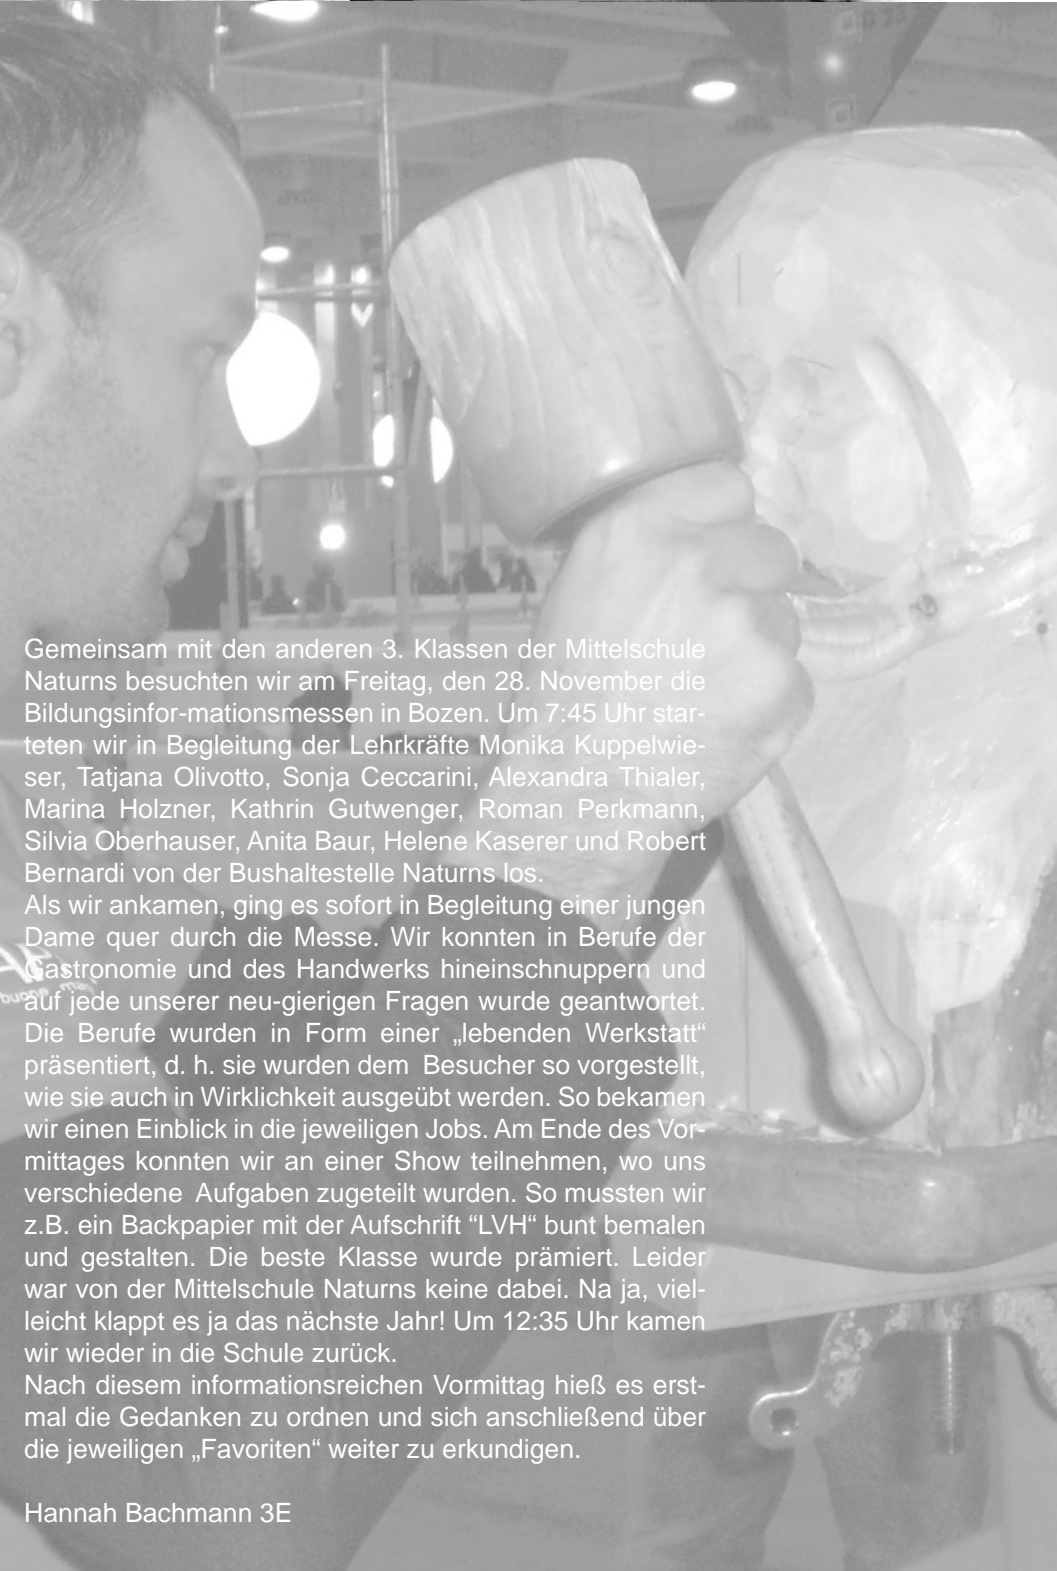 Gemeinsam mit den anderen 3. Klassen der Mittelschule
Naturns besuchten wir am Freitag, den 28. November die
Bildungsinfor-mationsmessen in Bozen. Um 7:45 Uhr star-
teten wir in Begleitung der Lehrkräfte Monika Kuppelwie-
ser, Tatjana Olivotto, Sonja Ceccarini, Alexandra Thialer,
Marina Holzner, Kathrin Gutwenger, Roman Perkmann,
Silvia Oberhauser, Anita Baur, Helene Kaserer und Robert
Bernardi von der Bushaltestelle Naturns los.
Als wir ankamen, ging es sofort in Begleitung einer jungen
Dame quer durch die Messe. Wir konnten in Berufe der
Gastronomie und des Handwerks hineinschnuppern und
auf jede unserer neu-gierigen Fragen wurde geantwortet.
Die Berufe wurden in Form einer „lebenden Werkstatt“
präsentiert, d. h. sie wurden dem Besucher so vorgestellt,
wie sie auch in Wirklichkeit ausgeübt werden. So bekamen
wir einen Einblick in die jeweiligen Jobs. Am Ende des Vor-
mittages konnten wir an einer Show teilnehmen, wo uns
verschiedene Aufgaben zugeteilt wurden. So mussten wir
z.B. ein Backpapier mit der Aufschrift “LVH“ bunt bemalen
und gestalten. Die beste Klasse wurde prämiert. Leider
war von der Mittelschule Naturns keine dabei. Na ja, viel-
leicht klappt es ja das nächste Jahr! Um 12:35 Uhr kamen
wir wieder in die Schule zurück.
Nach diesem informationsreichen Vormittag hieß es erst-
mal die Gedanken zu ordnen und sich anschließend über
die jeweiligen „Favoriten“ weiter zu erkundigen.
Hannah Bachmann 3E